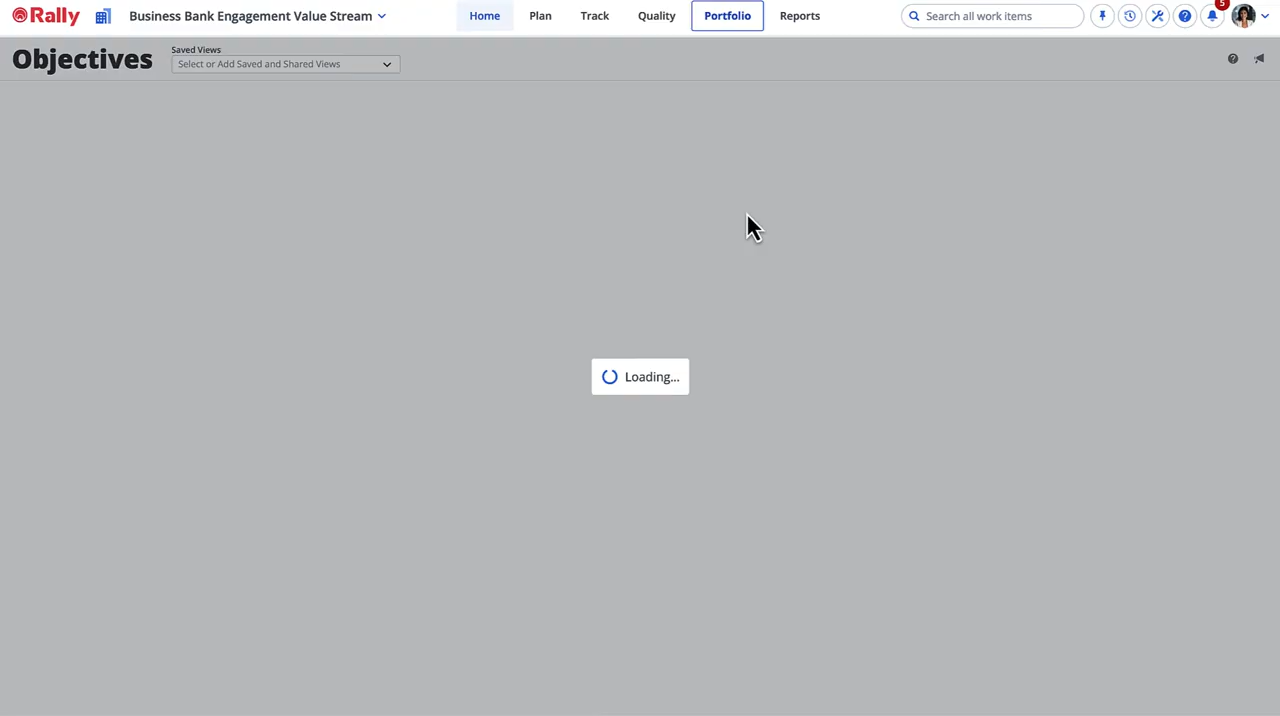 Rally
Business Bank Engagement Value Stream
Home
Plan
Track
Quality
Portfolio
Reports
Search all work items
5
Objectives
Saved Views
Select or Add Saved and Shared Views
Loading...